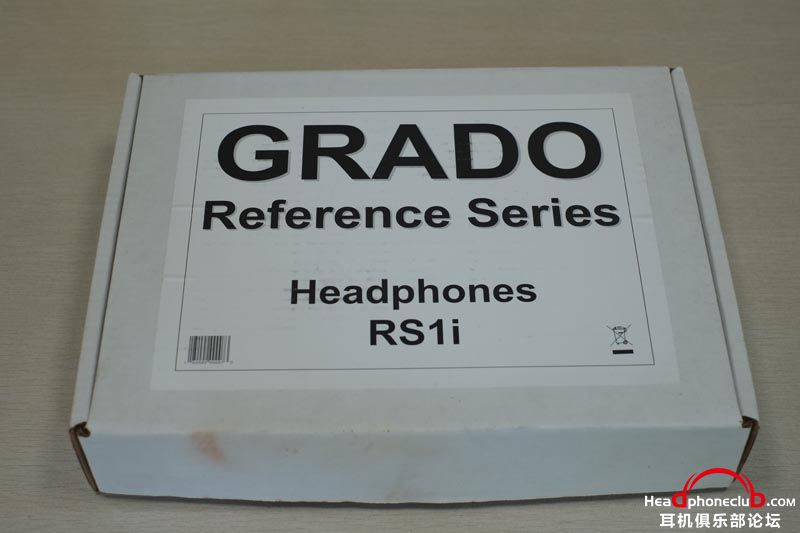 GRADO
Reference Series
Headphones
RS1i
Headphoneclub.com
耳机俱乐部论坛